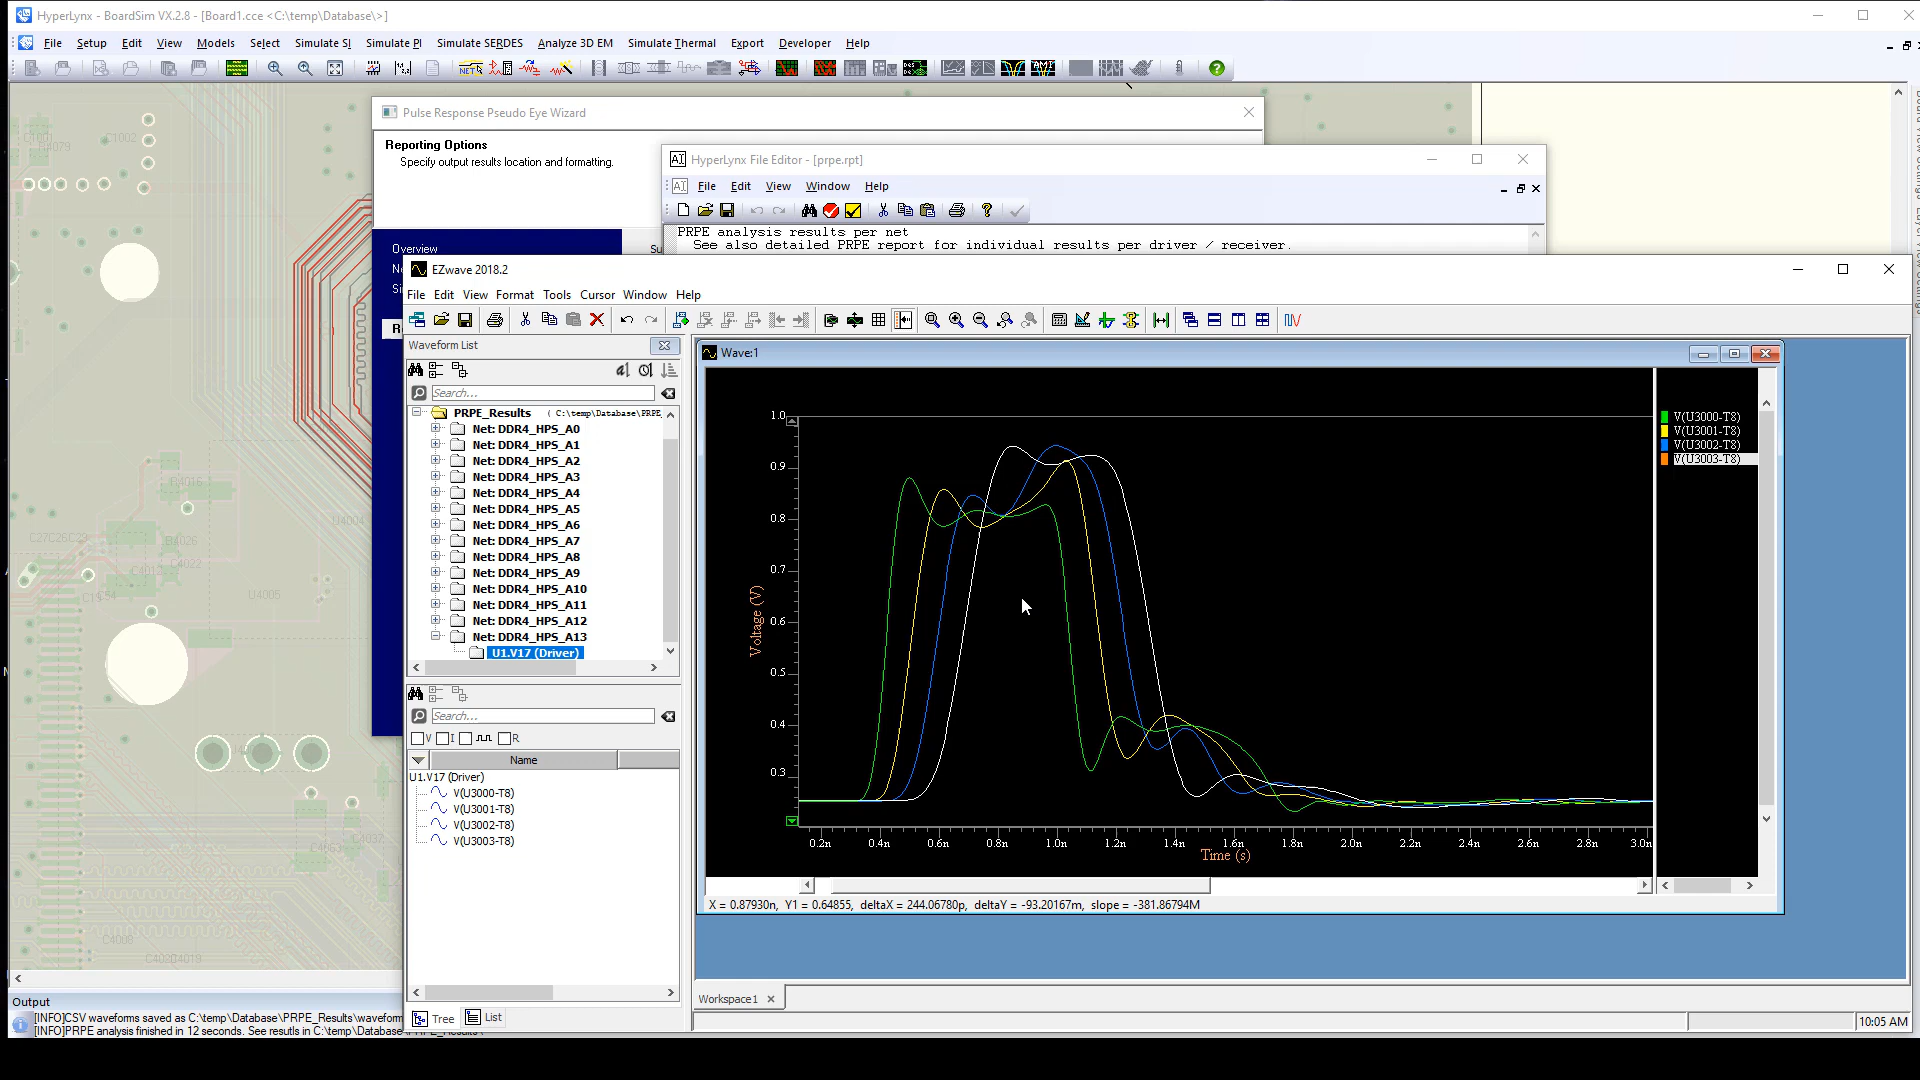 HyperLynx - BoardSim VX.2.8 - [Board1.cce <C:\temp\Database\>]
File Setup Edit View Models Select Simulate SI Simulate PI Simulate SERDES Analyze 3D EM Simulate Thermal Export Developer Help
Pulse Response Pseudo Eye Wizard
Reporting Options
Specify output results location and formatting.
Overview
HyperLynx File Editor - [prpe.rpt]
File Edit View Window Help
PRPE analysis results per net
See also detailed PRPE report for individual results per driver / receiver.
EZwave 2018.2
File Edit View Format Tools Cursor Window Help
Waveform List
Search...
PRPE_Results ( C:\temp\Database\PRPE_
Net: DDR4_HPS_A0
Net: DDR4_HPS_A1
Net: DDR4_HPS_A2
Net: DDR4_HPS_A3
Net: DDR4_HPS_A4
Net: DDR4_HPS_A5
Net: DDR4_HPS_A6
Net: DDR4_HPS_A7
Net: DDR4_HPS_A8
Net: DDR4_HPS_A9
Net: DDR4_HPS_A10
Net: DDR4_HPS_A11
Net: DDR4_HPS_A12
Net: DDR4_HPS_A13
U1.V17 (Driver)
Search...
V I R
Name
U1.V17 (Driver)
V(U3000-T8)
V(U3001-T8)
V(U3002-T8)
V(U3003-T8)
Tree List
Wave:1
1.0
0.9
0.8
0.7
0.6
0.5
0.4
0.3
Voltage (V)
0.2n 0.4n 0.6n 0.8n 1.0n 1.2n 1.4n 1.6n 1.8n 2.0n 2.2n 2.4n 2.6n 2.8n 3.0n
Time (s)
V(U3000-T8)
V(U3001-T8)
V(U3002-T8)
V(U3003-T8)
X = 0.87930n, Y1 = 0.64855, deltaX = 244.06780p, deltaY = -93.20167m, slope = -381.86794M
Workspace1
10:05 AM
Output
[INFO]CSV waveforms saved as C:\temp\Database\PRPE_Results\waveform
[INFO]PRPE analysis finished in 12 seconds. See resutls in C:\temp\Database
C1002
U4004
U4005
C4022
C4008